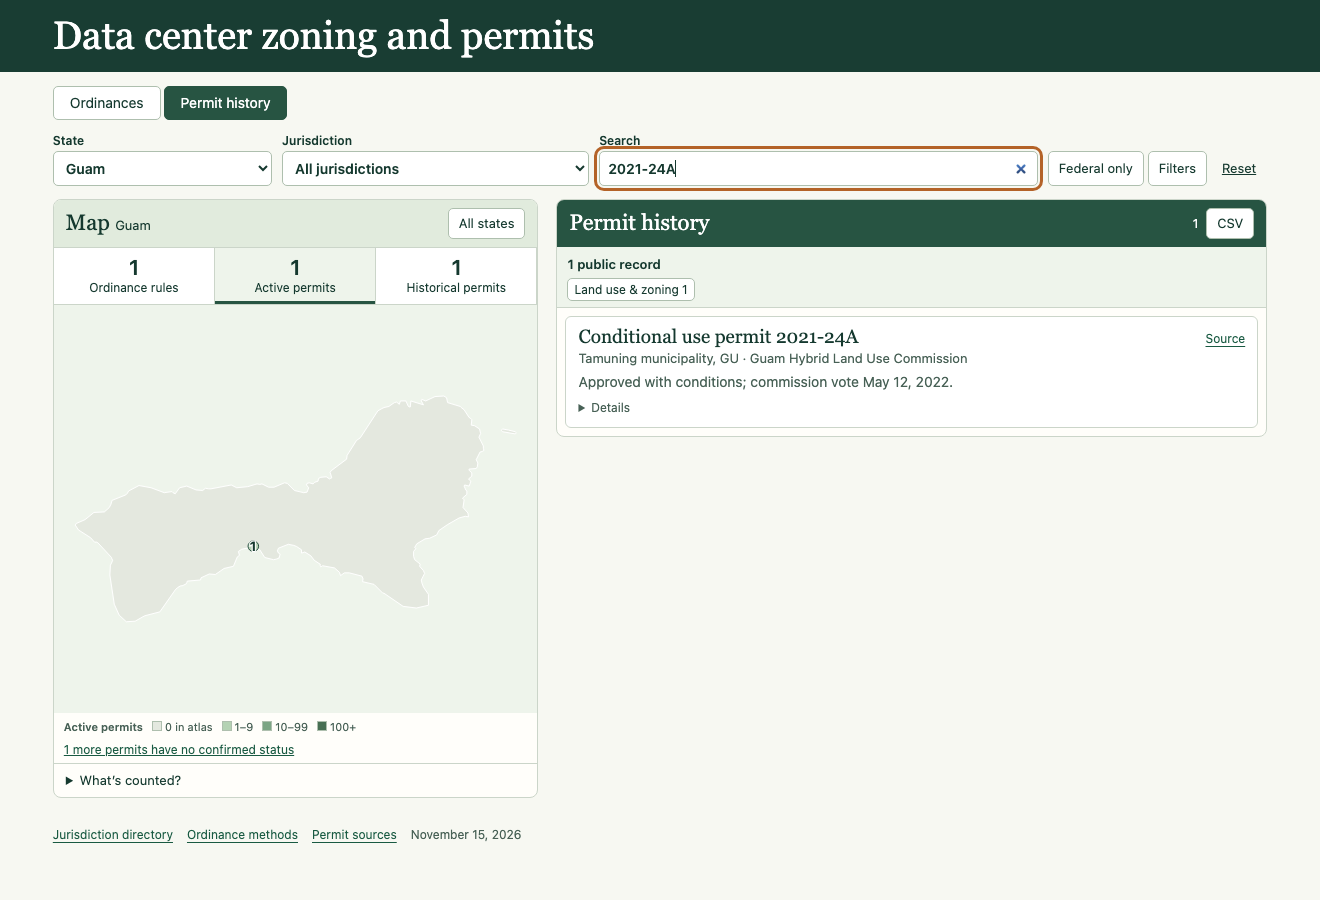 Data center zoning and permits
Ordinances
Permit history
State
Jurisdiction
Search
Guam
All jurisdictions
2021-24A
Federal only
Filters
Reset
Map Guam
All states
1
Ordinance rules
1
Active permits
1
Historical permits
1
Active permits 0 in atlas 1–9 10–99 100+
1 more permits have no confirmed status
What's counted?
Permit history
1
CSV
1 public record
Land use & zoning 1
Conditional use permit 2021-24A
Source
Tamuning municipality, GU · Guam Hybrid Land Use Commission
Approved with conditions; commission vote May 12, 2022.
Details
Jurisdiction directory Ordinance methods Permit sources November 15, 2026